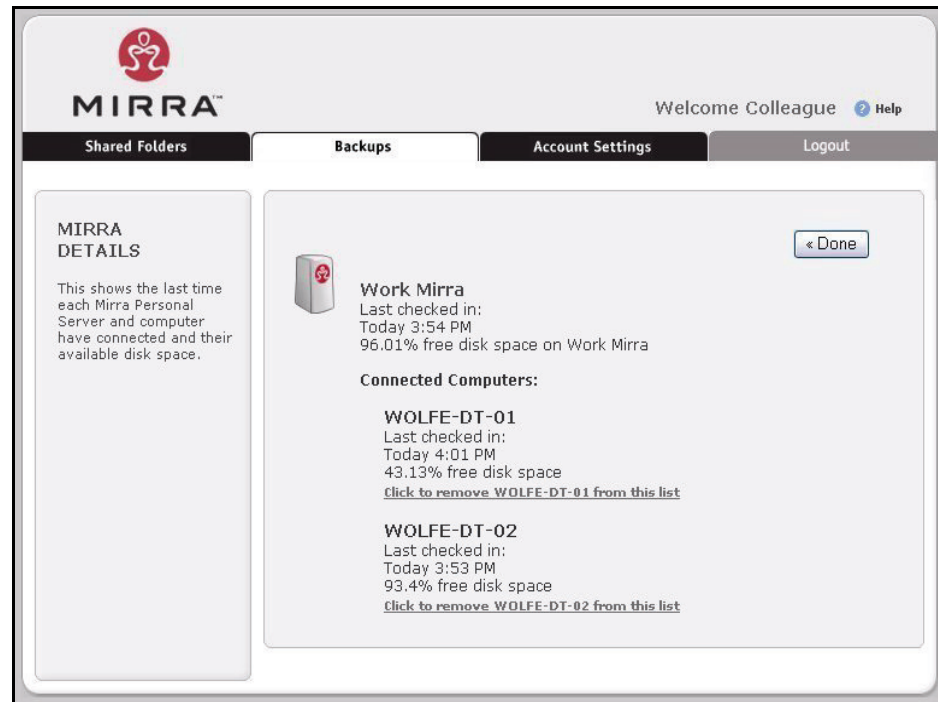 MIRRA™
Welcome Colleague ? Help
Shared Folders Backups Account Settings Logout
MIRRA
DETAILS
This shows the last time
each Mirra Personal
Server and computer
have connected and their
available disk space.
« Done
Work Mirra
Last checked in:
Today 3:54 PM
96.01% free disk space on Work Mirra
Connected Computers:
WOLFE-DT-01
Last checked in:
Today 4:01 PM
43.13% free disk space
Click to remove WOLFE-DT-01 from this list
WOLFE-DT-02
Last checked in:
Today 3:53 PM
93.4% free disk space
Click to remove WOLFE-DT-02 from this list